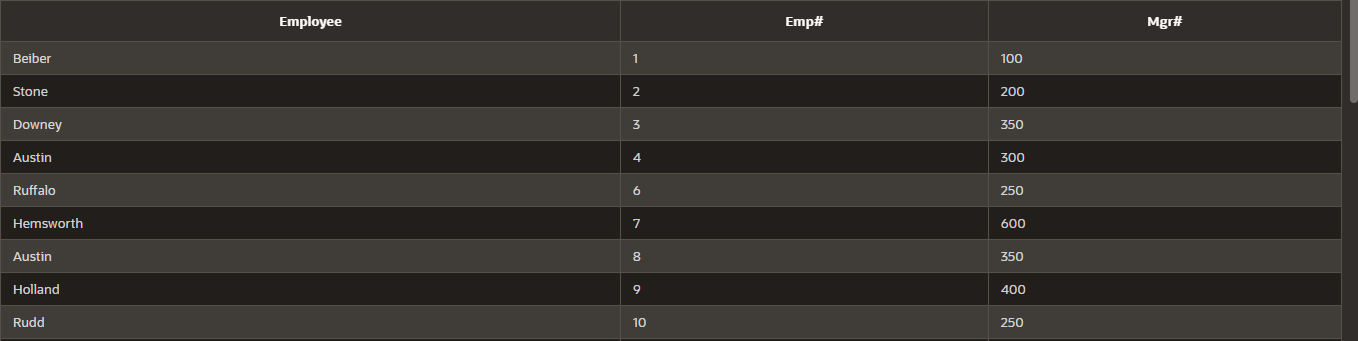 Employee Emp# Mgr#
Beiber 1 100
Stone 2 200
Downey 3 350
Austin 4 300
Ruffalo 6 250
Hemsworth 7 600
Austin 8 350
Holland 9 400
Rudd 10 250